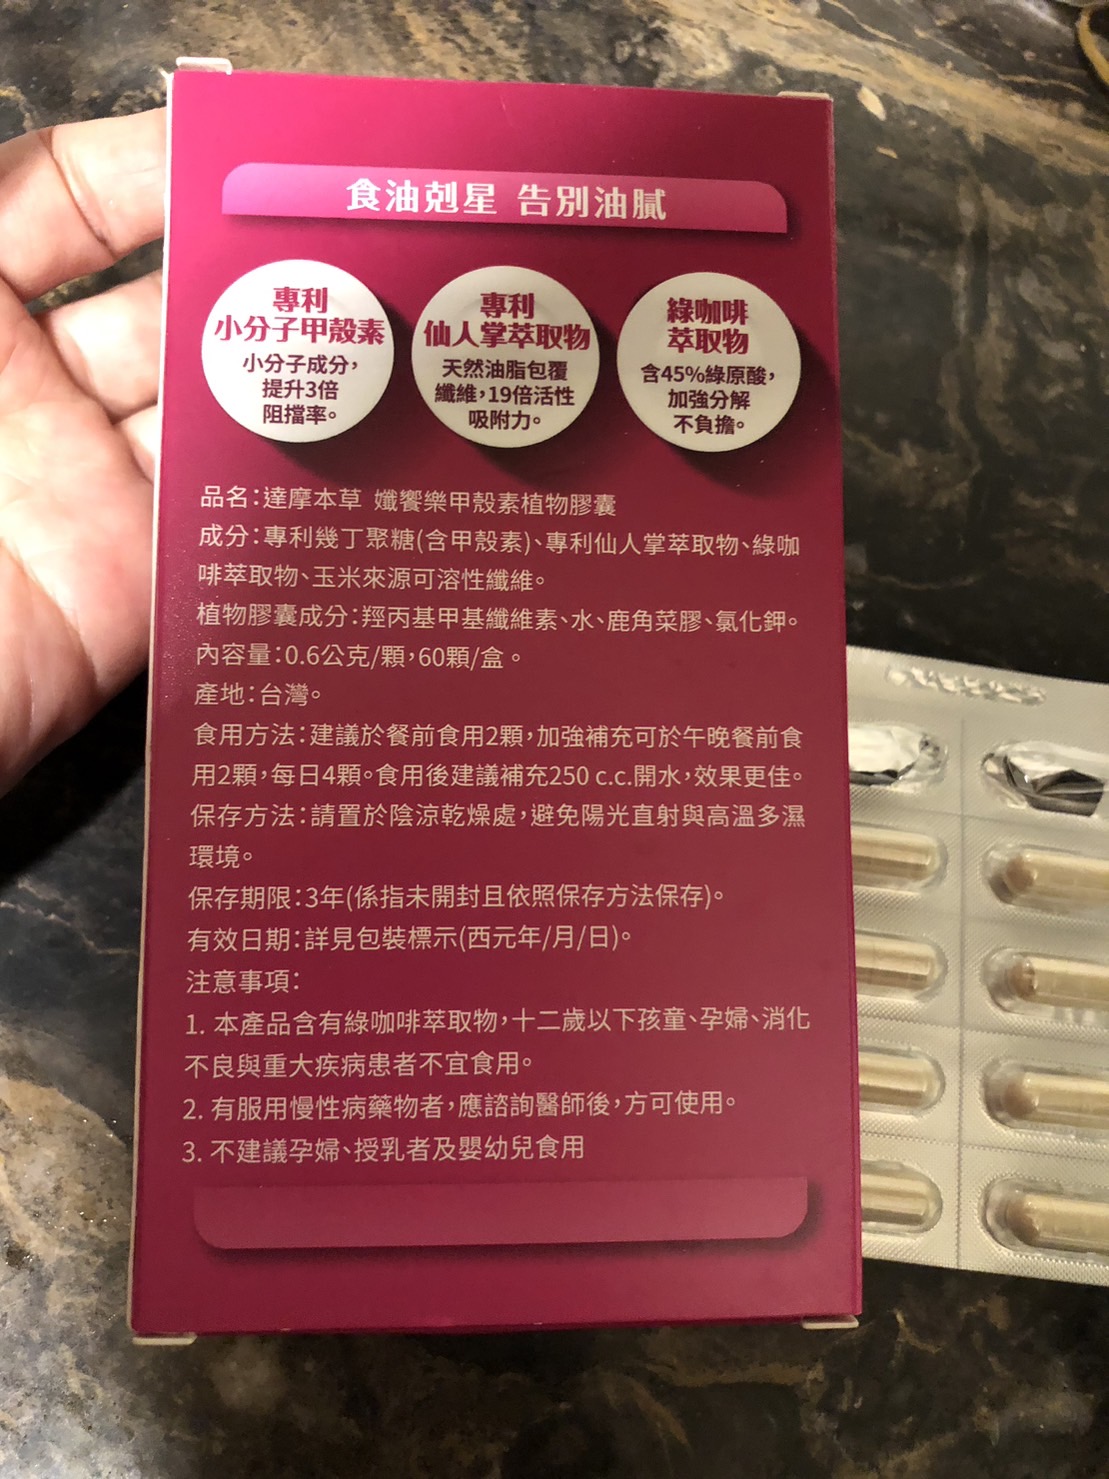 食油剋星 告別油膩
專利
小分子甲殼素
小分子成分，
提升3倍
阻擋率。
專利
仙人掌萃取物
天然油脂包覆
纖維，19倍活性
吸附力。
綠咖啡
萃取物
含45%綠原酸，
加強分解
不負擔。
品名：達摩本草 孅饗樂甲殼素植物膠囊
成分：專利幾丁聚糖(含甲殼素)、專利仙人掌萃取物、綠咖
啡萃取物、玉米來源可溶性纖維。
植物膠囊成分：羥丙基甲基纖維素、水、鹿角菜膠、氯化鉀。
內容量：0.6公克/顆，60顆/盒。
產地：台灣。
食用方法：建議於餐前食用2顆，加強補充可於午晚餐前食
用2顆，每日4顆。食用後建議補充250 c.c.開水，效果更佳。
保存方法：請置於陰涼乾燥處，避免陽光直射與高溫多濕
環境。
保存期限：3年(係指未開封且依照保存方法保存)。
有效日期：詳見包裝標示(西元年/月/日)。
注意事項：
1. 本產品含有綠咖啡萃取物，十二歲以下孩童、孕婦、消化
不良與重大疾病患者不宜食用。
2. 有服用慢性病藥物者，應諮詢醫師後，方可使用。
3. 不建議孕婦、授乳者及嬰幼兒食用